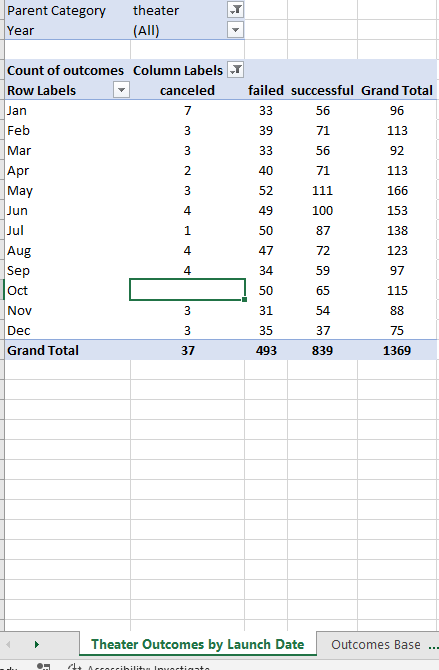 Parent Category theater
Year (All)
Count of outcomes Column Labels
Row Labels canceled failed successful Grand Total
Jan 7 33 56 96
Feb 3 39 71 113
Mar 3 33 56 92
Apr 2 40 71 113
May 3 52 111 166
Jun 4 49 100 153
Jul 1 50 87 138
Aug 4 47 72 123
Sep 4 34 59 97
Oct 50 65 115
Nov 3 31 54 88
Dec 3 35 37 75
Grand Total 37 493 839 1369
Theater Outcomes by Launch Date Outcomes Base ...
Accessibility: Investigate